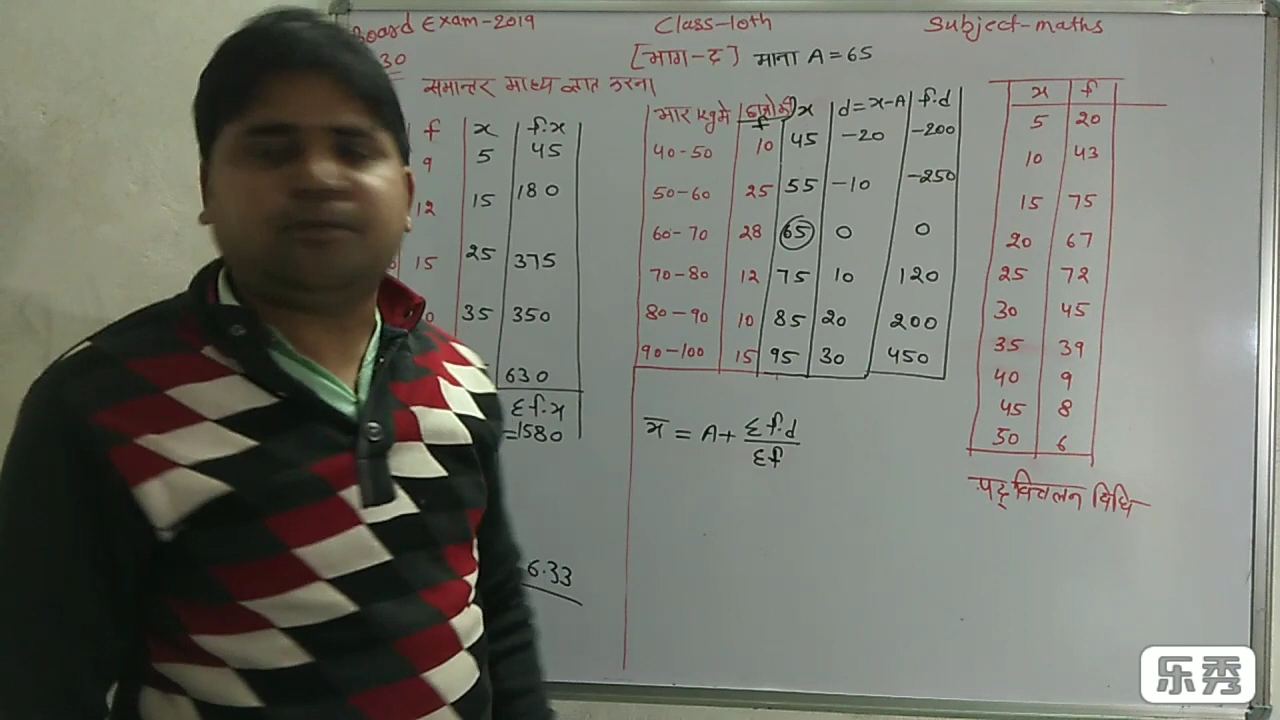 Board Exam-2019 Class-10th Subject-maths
30 [भाग-द] माना A=65
समान्तर माध्य ज्ञात करना
f x f.x
9 5 45
12 15 180
15 25 375
0 35 350
630
Σf.x
=1580
6.33
भार kgमे f x d=x-A f.d
40-50 10 45 -20 -200
50-60 25 55 -10 -250
60-70 28 65 0 0
70-80 12 75 10 120
80-90 10 85 20 200
90-100 15 95 30 450
x̄ = A+ Σf.d/Σf
x f
5 20
10 43
15 75
20 67
25 72
30 45
35 39
40 9
45 8
50 6
पद विचलन विधि
乐秀